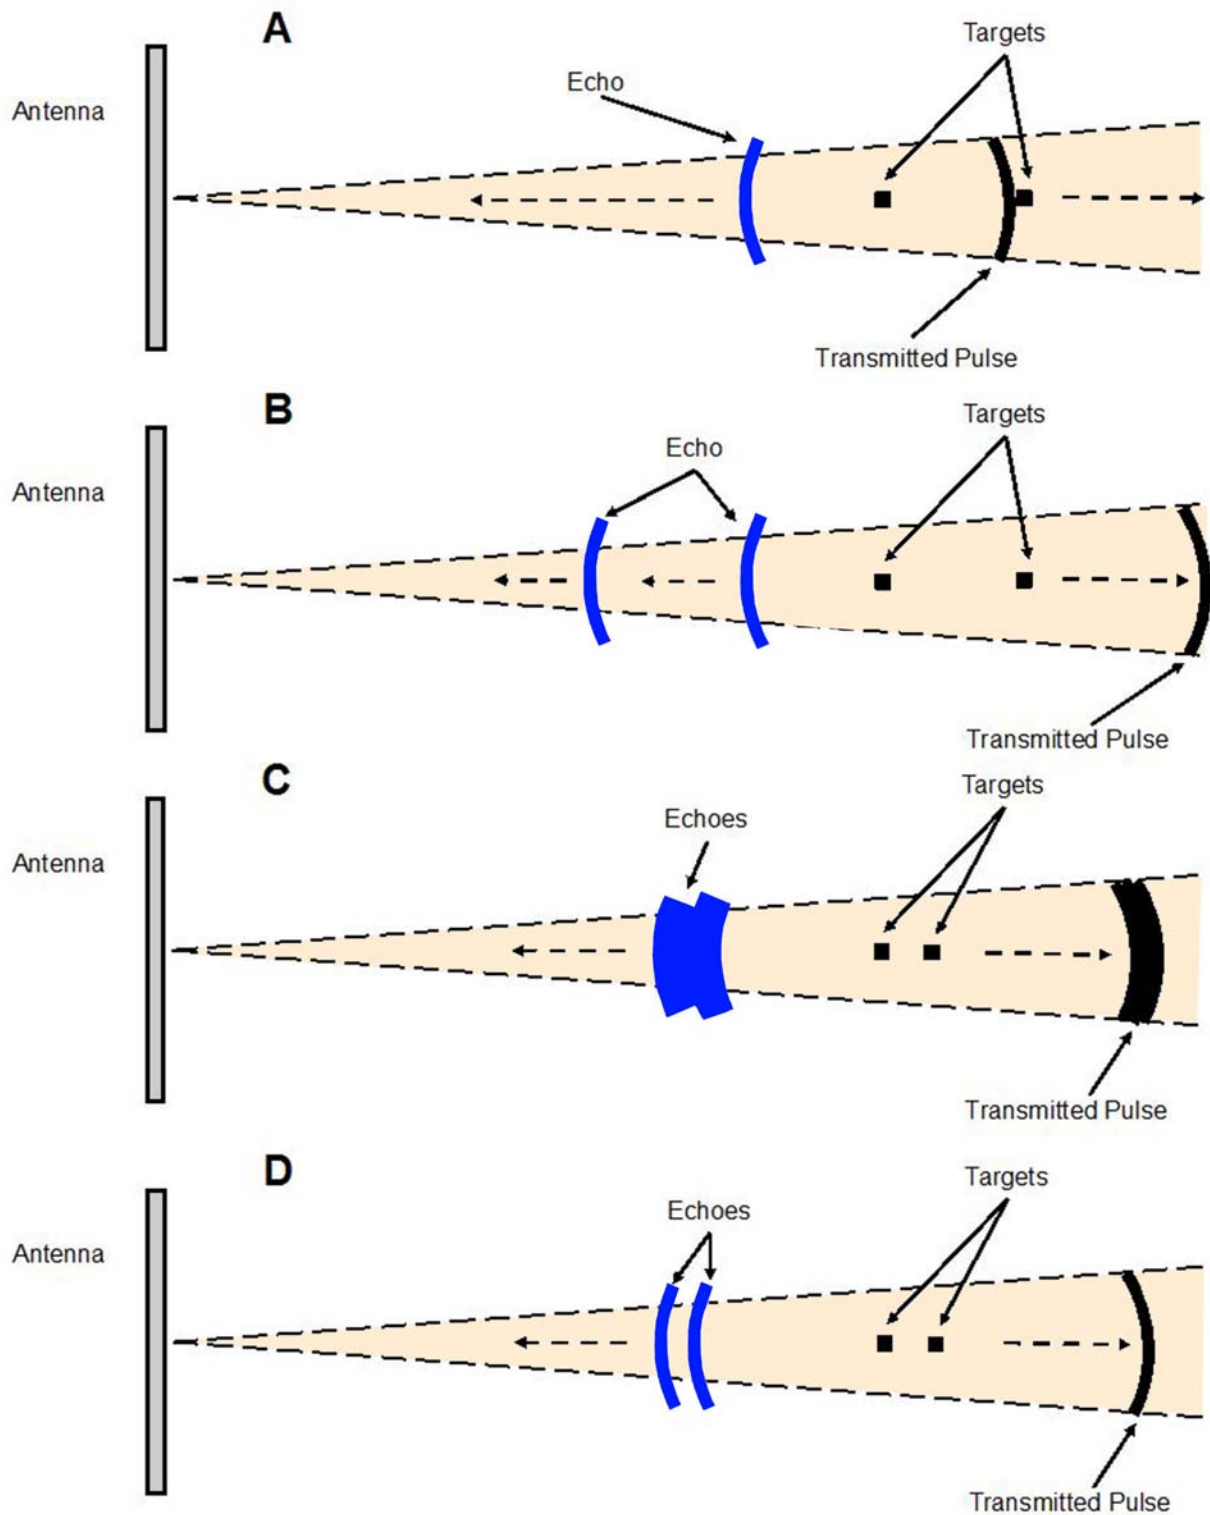 A
Targets
Echo
Antenna
Transmitted Pulse
B
Targets
Echo
Antenna
Transmitted Pulse
C
Targets
Echoes
Antenna
Transmitted Pulse
D
Targets
Echoes
Antenna
Transmitted Pulse